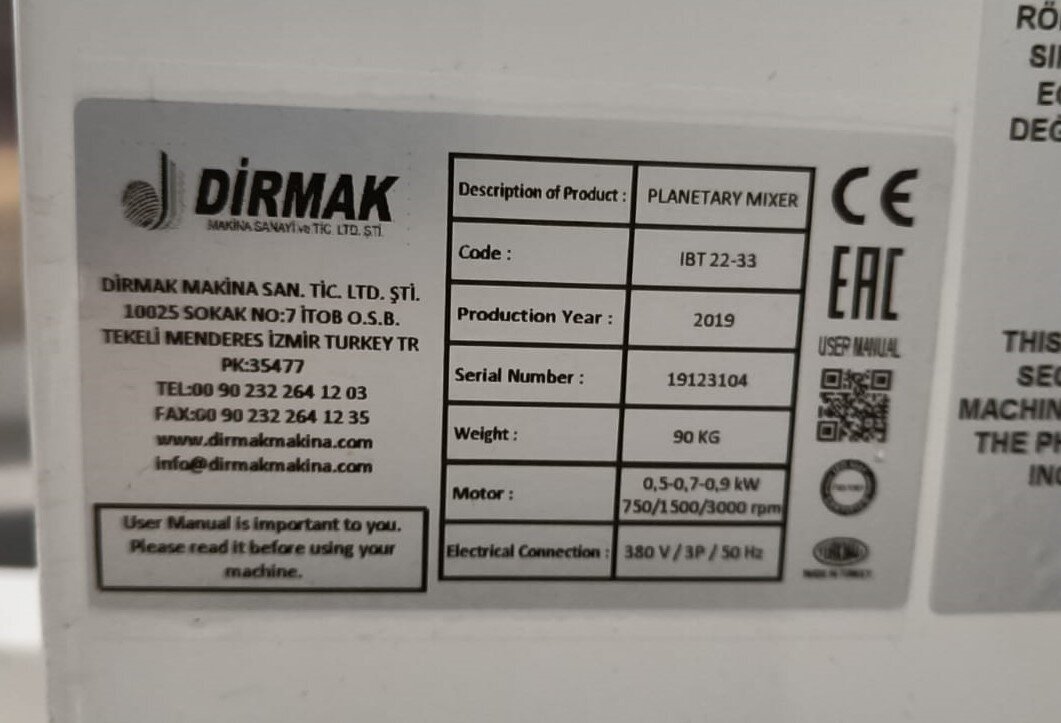 DİRMAK
MAKİNA SANAYİ ve TİC. LTD. ŞTİ.
DİRMAK MAKİNA SAN. TİC. LTD. ŞTİ.
10025 SOKAK NO:7 İTOB O.S.B.
TEKELİ MENDERES İZMİR TURKEY TR
PK:35477
TEL:00 90 232 264 12 03
FAX:00 90 232 264 12 35
www.dirmakmakina.com
info@dirmakmakina.com
User Manual is important to you.
Please read it before using your
machine.
Description of Product : PLANETARY MIXER
Code : IBT 22-33
Production Year : 2019
Serial Number : 19123104
Weight : 90 KG
Motor : 0,5-0,7-0,9 kW
750/1500/3000 rpm
Electrical Connection : 380 V / 3P / 50 Hz
CE
EAC
USER MANUAL
MADE IN TURKEY
RÖ
SI
EG
DEĞ
THIS
SEC
MACHIN
THE PH
INC